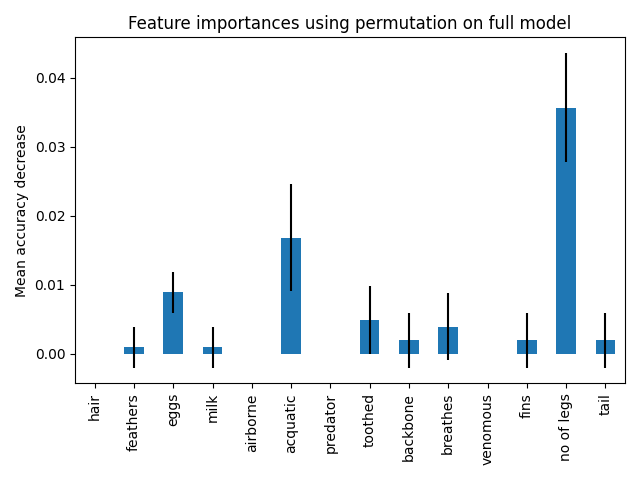 Feature importances using permutation on full model
Mean accuracy decrease
0.04
0.03
0.02
0.01
0.00
hair
feathers
eggs
milk
airborne
acquatic
predator
toothed
backbone
breathes
venomous
fins
no of legs
tail